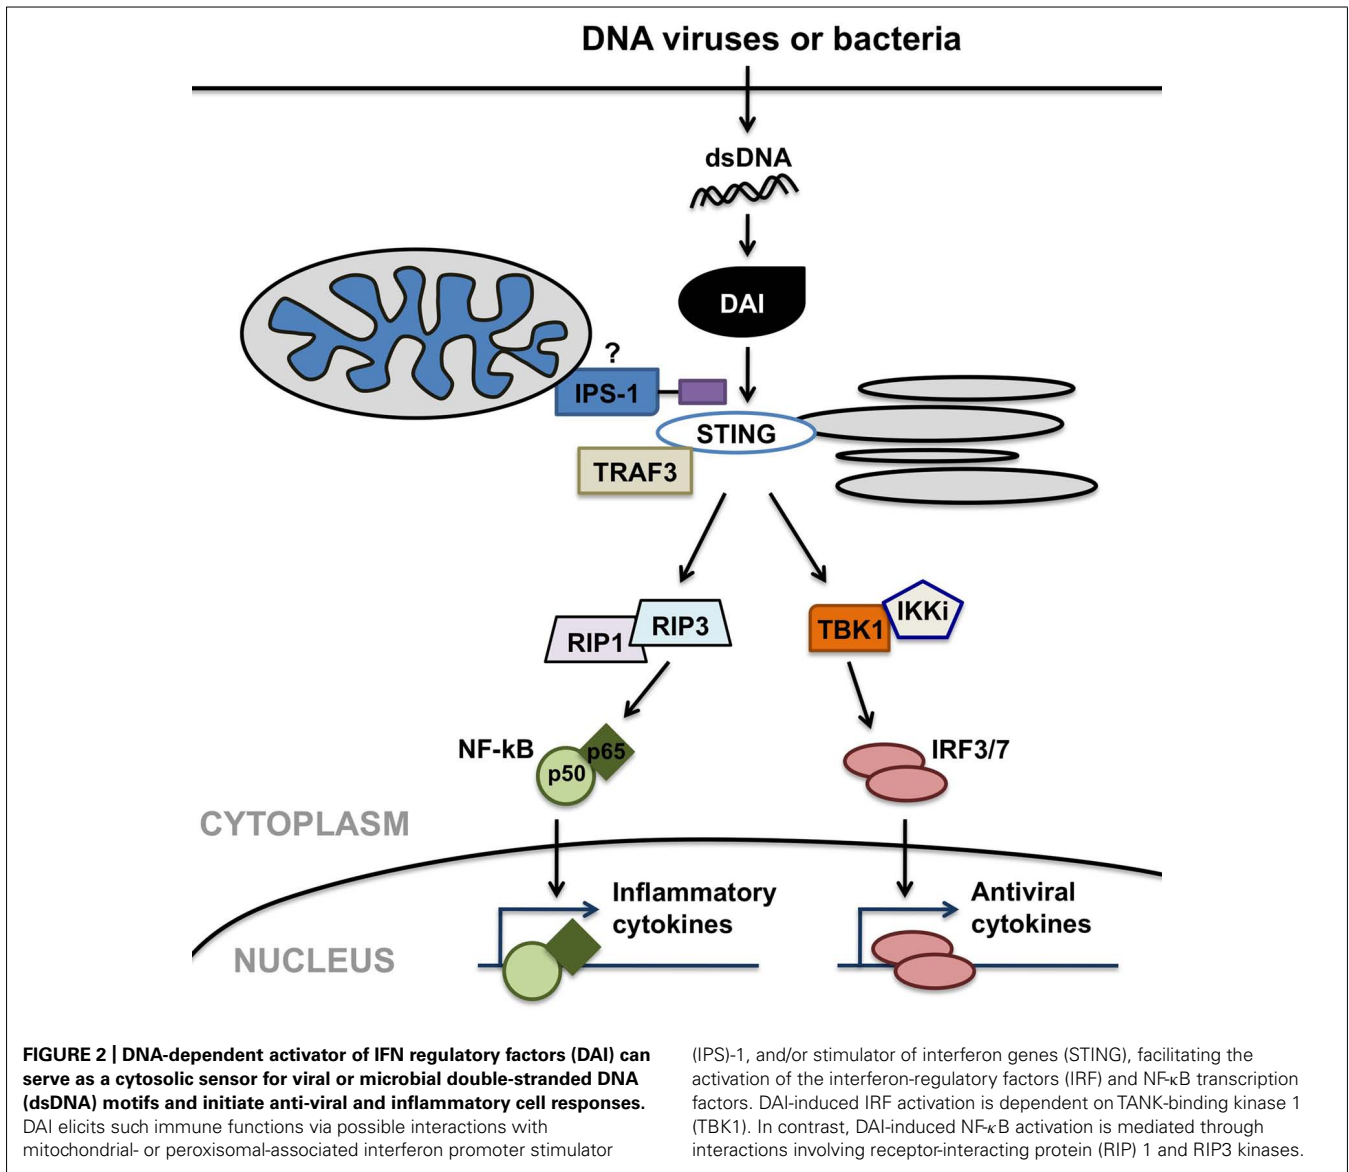 DNA viruses or bacteria
dsDNA
DAI
?
IPS-1
STING
TRAF3
RIP1
RIP3
TBK1
IKKi
NF-kB
p50
p65
IRF3/7
CYTOPLASM
Inflammatory
cytokines
Antiviral
cytokines
NUCLEUS
FIGURE 2 | DNA-dependent activator of IFN regulatory factors (DAI) can
serve as a cytosolic sensor for viral or microbial double-stranded DNA
(dsDNA) motifs and initiate anti-viral and inflammatory cell responses.
DAI elicits such immune functions via possible interactions with
mitochondrial- or peroxisomal-associated interferon promoter stimulator
(IPS)-1, and/or stimulator of interferon genes (STING), facilitating the
activation of the interferon-regulatory factors (IRF) and NF-κB transcription
factors. DAI-induced IRF activation is dependent on TANK-binding kinase 1
(TBK1). In contrast, DAI-induced NF-κB activation is mediated through
interactions involving receptor-interacting protein (RIP) 1 and RIP3 kinases.